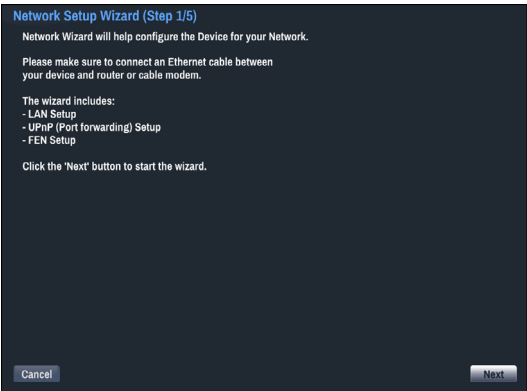 Network Setup Wizard (Step 1/5)
Network Wizard will help configure the Device for your Network.
Please make sure to connect an Ethernet cable between
your device and router or cable modem.
The wizard includes:
- LAN Setup
- UPnP (Port forwarding) Setup
- FEN Setup
Click the 'Next' button to start the wizard.
Cancel
Next